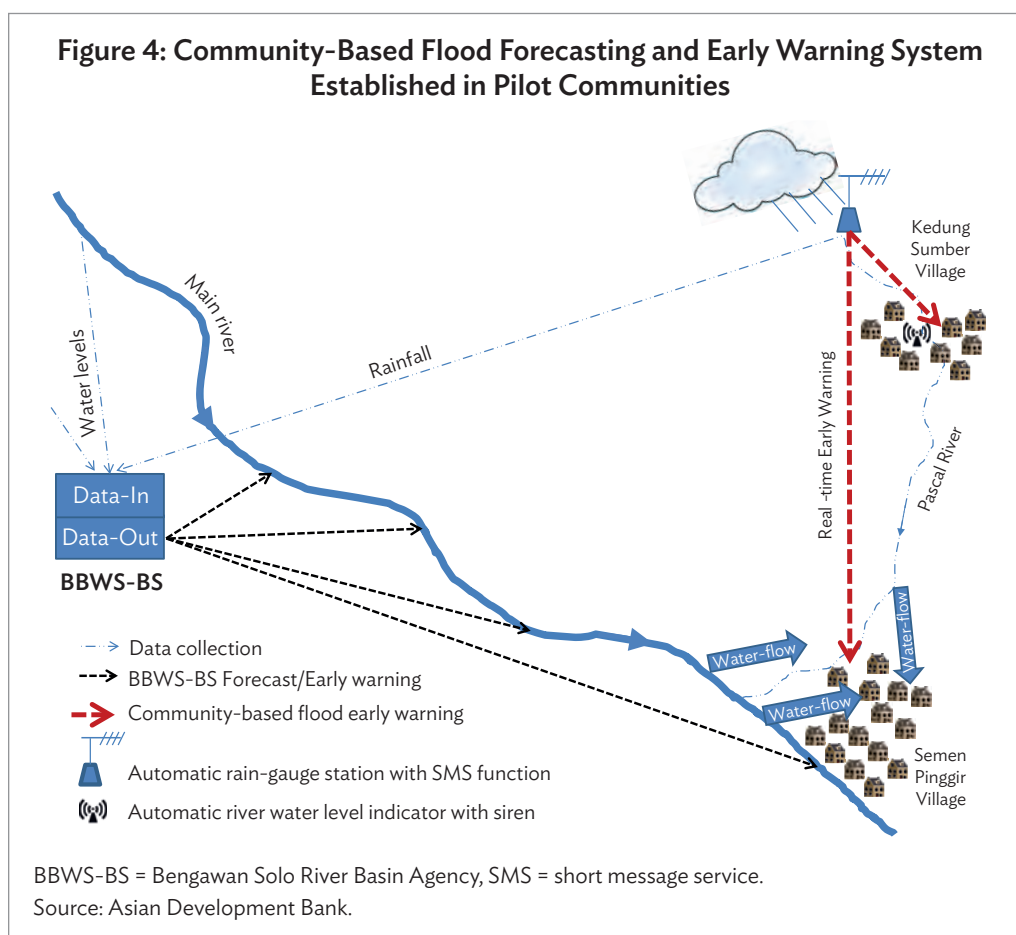 Figure 4: Community-Based Flood Forecasting and Early Warning System
Established in Pilot Communities
Kedung
Sumber
Village
Main river
Rainfall
Water levels
Real -time Early Warning
Pascal River
Data-In
Data-Out
BBWS-BS
Water-flow
Water-flow
Water-flow
Semen
Pinggir
Village
Data collection
BBWS-BS Forecast/Early warning
Community-based flood early warning
Automatic rain-gauge station with SMS function
Automatic river water level indicator with siren
BBWS-BS = Bengawan Solo River Basin Agency, SMS = short message service.
Source: Asian Development Bank.